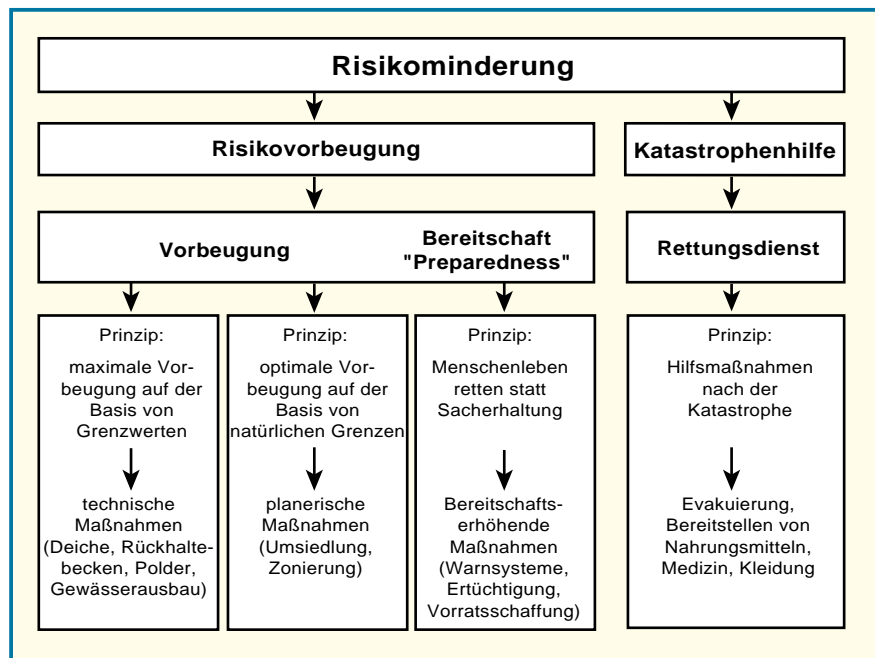 Risikominderung
Risikovorbeugung
Katastrophenhilfe
Vorbeugung
Bereitschaft
"Preparedness"
Rettungsdienst
Prinzip:
maximale Vor-
beugung auf der
Basis von
Grenzwerten
technische
Maßnahmen
(Deiche, Rückhalte-
becken, Polder,
Gewässerausbau)
Prinzip:
optimale Vor-
beugung auf der
Basis von
natürlichen Grenzen
planerische
Maßnahmen
(Umsiedlung,
Zonierung)
Prinzip:
Menschenleben
retten statt
Sacherhaltung
Bereitschafts-
erhöhende
Maßnahmen
(Warnsysteme,
Ertüchtigung,
Vorratsschaffung)
Prinzip:
Hilfsmaßnahmen
nach der
Katastrophe
Evakuierung,
Bereitstellen von
Nahrungsmitteln,
Medizin, Kleidung